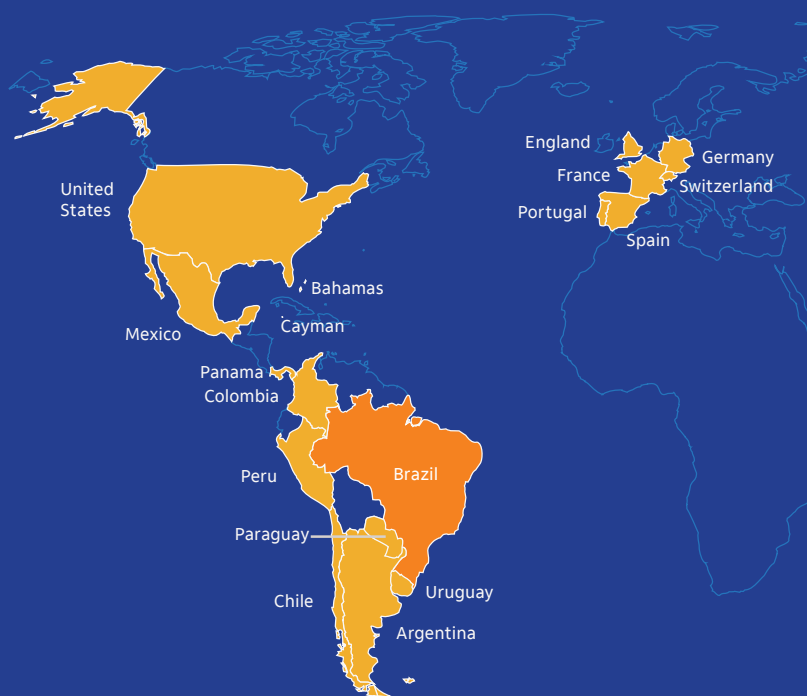 England
Germany
France
Switzerland
United
States
Portugal
Spain
Bahamas
Cayman
Mexico
Panama
Colombia
Brazil
Peru
Paraguay
Uruguay
Chile
Argentina